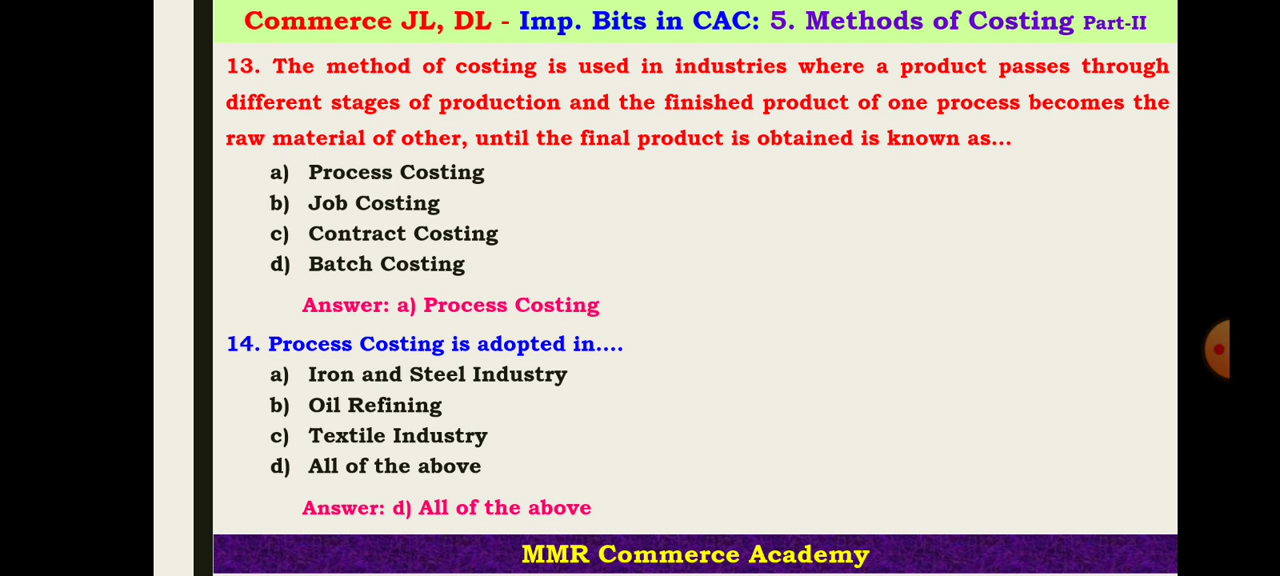 Commerce JL, DL - Imp. Bits in CAC: 5. Methods of Costing Part-II
13. The method of costing is used in industries where a product passes through
different stages of production and the finished product of one process becomes the
raw material of other, until the final product is obtained is known as...
a) Process Costing
b) Job Costing
c) Contract Costing
d) Batch Costing
Answer: a) Process Costing
14. Process Costing is adopted in....
a) Iron and Steel Industry
b) Oil Refining
c) Textile Industry
d) All of the above
Answer: d) All of the above
MMR Commerce Academy